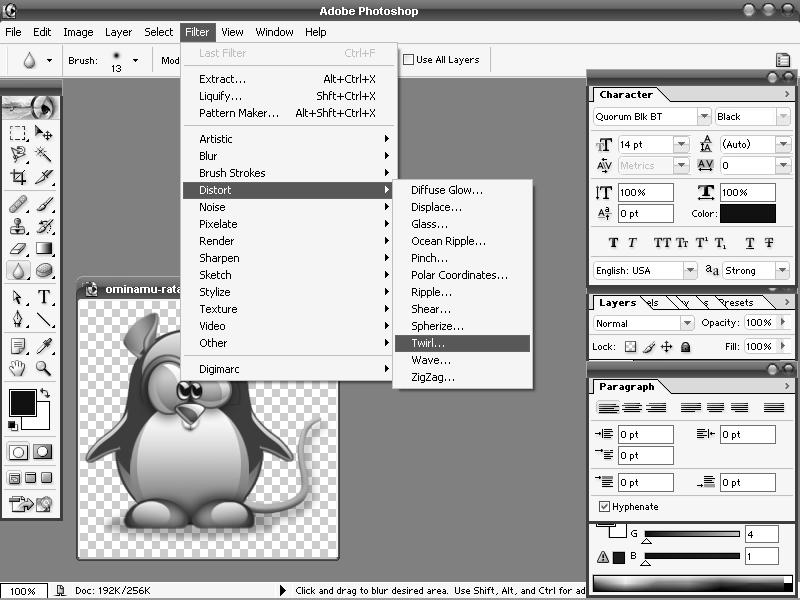 Adobe Photoshop
File Edit Image Layer Select Filter View Window Help
Brush: 13 Mod Use All Layers
Last Filter Ctrl+F
Extract... Alt+Ctrl+X
Liquify... Shft+Ctrl+X
Pattern Maker... Alt+Shft+Ctrl+X
Artistic
Blur
Brush Strokes
Distort
Noise
Pixelate
Render
Sharpen
Sketch
Stylize
Texture
Video
Other
Digimarc
Diffuse Glow...
Displace...
Glass...
Ocean Ripple...
Pinch...
Polar Coordinates...
Ripple...
Shear...
Spherize...
Twirl...
Wave...
ZigZag...
ominamu-rata
Character
Quorum Blk BT Black
14 pt (Auto)
Metrics 0
100% 100%
0 pt Color:
English: USA aa Strong
Layers els s resets
Normal Opacity: 100%
Lock: Fill: 100%
Paragraph
0 pt 0 pt
0 pt
0 pt 0 pt
Hyphenate
G 4
B 1
100% Doc: 192K/256K Click and drag to blur desired area. Use Shift, Alt, and Ctrl for ad